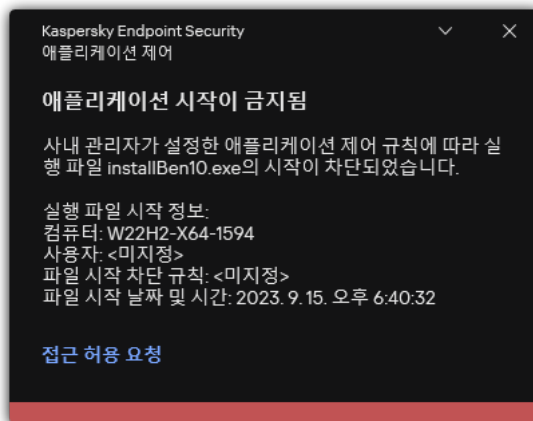 Kaspersky Endpoint Security
애플리케이션 제어
애플리케이션 시작이 금지됨
사내 관리자가 설정한 애플리케이션 제어 규칙에 따라 실
행 파일 installBen10.exe의 시작이 차단되었습니다.
실행 파일 시작 정보:
컴퓨터: W22H2-X64-1594
사용자: <미지정>
파일 시작 차단 규칙: <미지정>
파일 시작 날짜 및 시간: 2023. 9. 15. 오후 6:40:32
접근 허용 요청